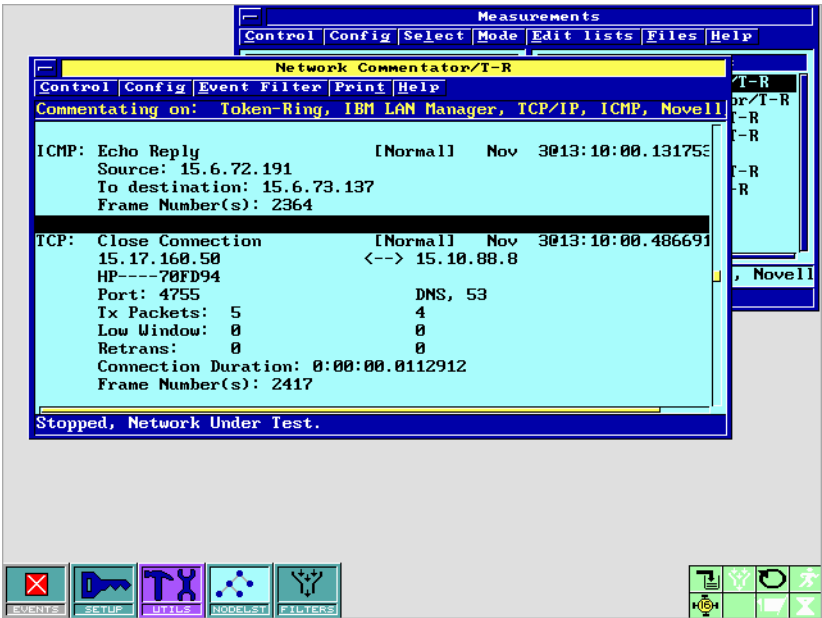 Measurements
Control Config Select Mode Edit lists Files Help
Network Commentator/T-R
Control Config Event Filter Print Help
Commentating on: Token-Ring, IBM LAN Manager, TCP/IP, ICMP, Novell
ICMP: Echo Reply [Normal] Nov 3@13:10:00.131753
Source: 15.6.72.191
To destination: 15.6.73.137
Frame Number(s): 2364
TCP: Close Connection [Normal] Nov 3@13:10:00.486691
15.17.160.50 <--> 15.10.88.8
HP----70FD94
Port: 4755 DNS, 53
Tx Packets: 5 4
Low Window: 0 0
Retrans: 0 0
Connection Duration: 0:00:00.0112912
Frame Number(s): 2417
Stopped, Network Under Test.
/T-R
or/T-R
T-R
T-R
T-R
-R
, Novell
EVENTS SETUP UTILS NODELST FILTERS
16